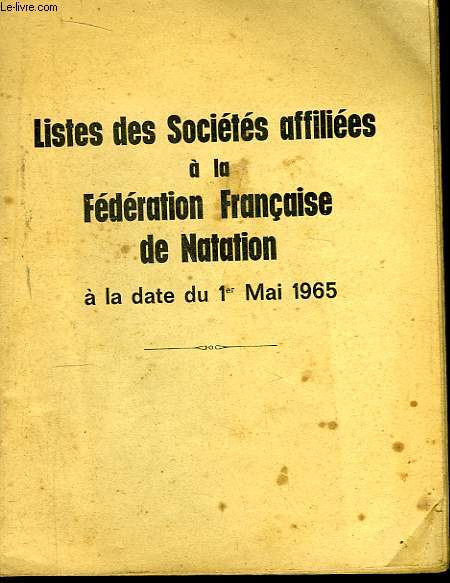 Le-livre.com
Listes des Sociétés affiliées
à la
Fédération Française
de Natation
à la date du 1er Mai 1965